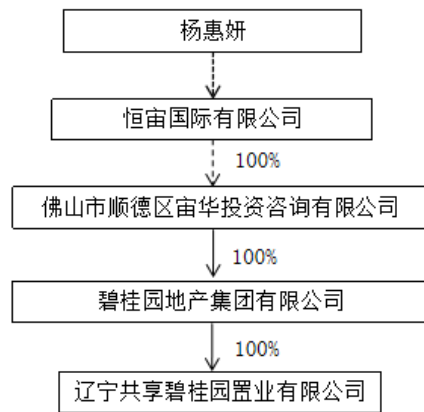 杨惠妍
恒宙国际有限公司
100%
佛山市顺德区宙华投资咨询有限公司
100%
碧桂园地产集团有限公司
100%
辽宁共享碧桂园置业有限公司